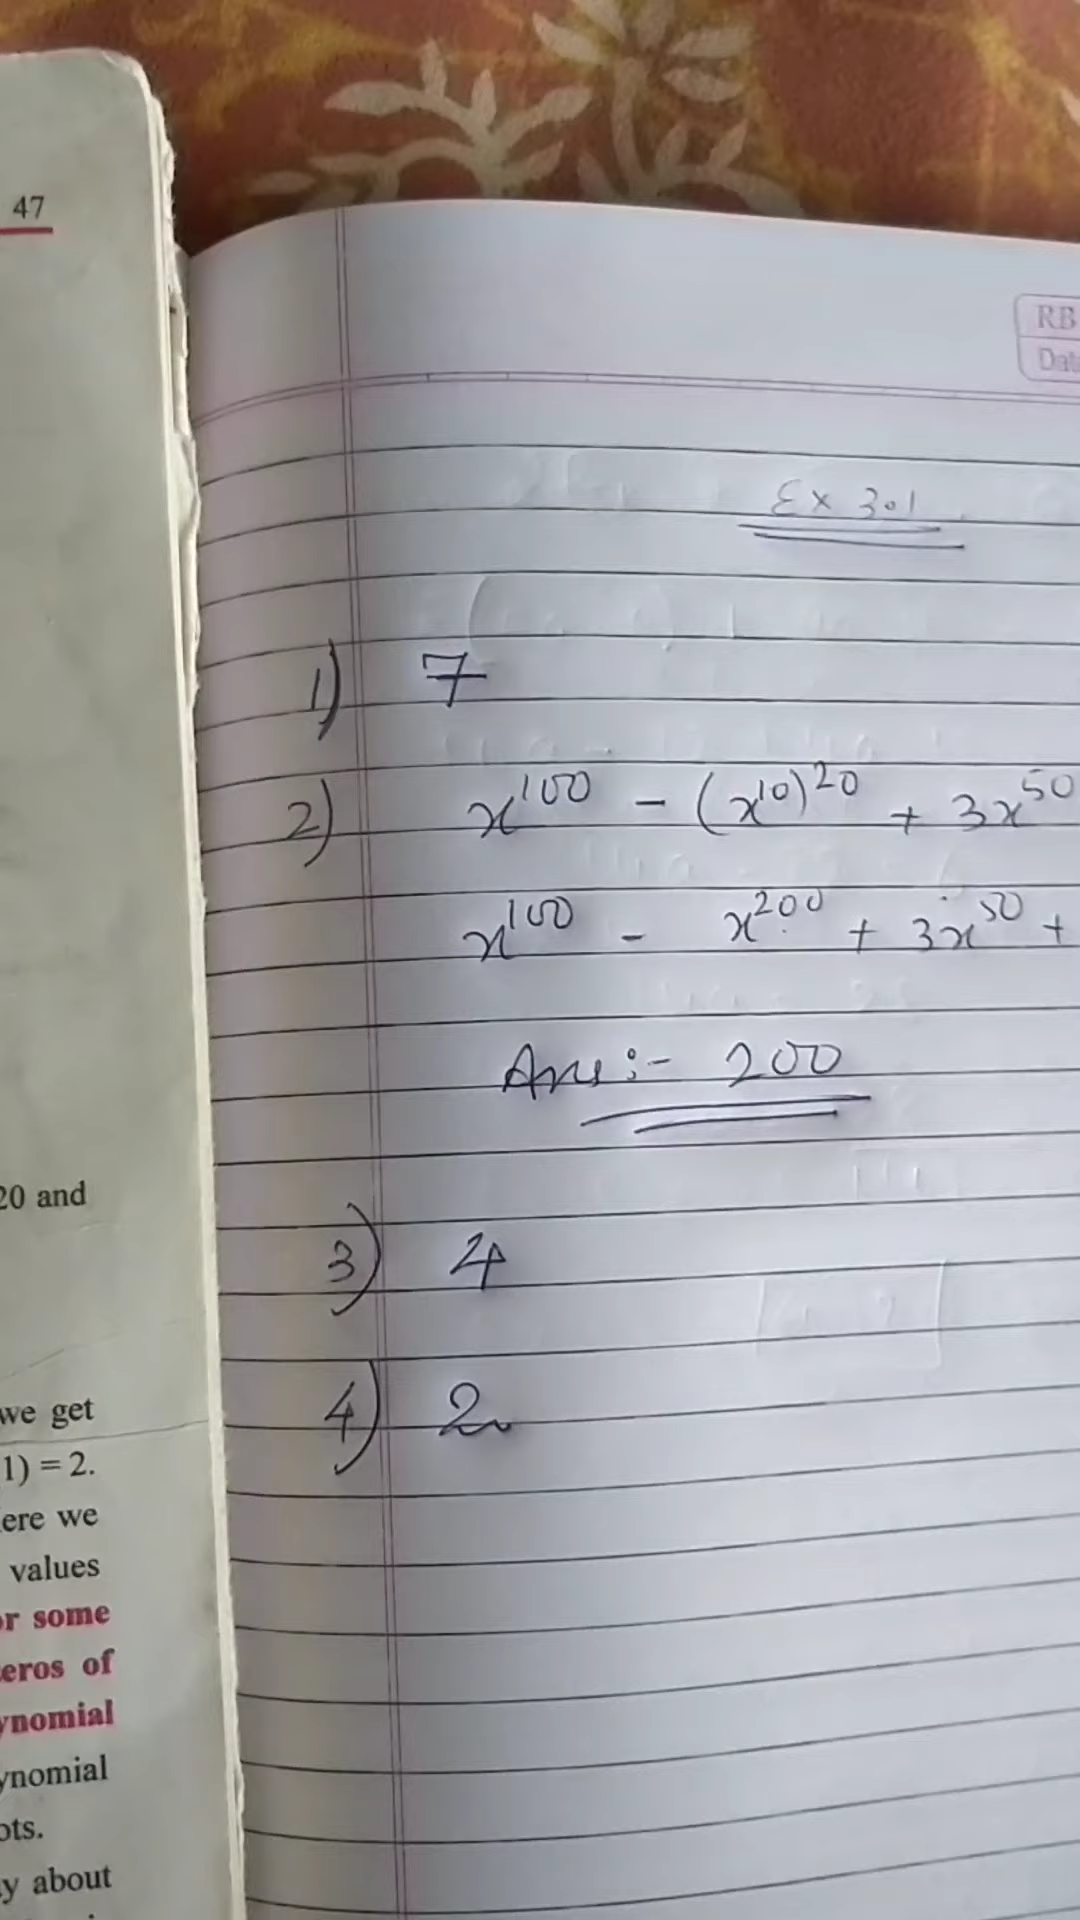 47
RB
Date
Ex 3.1
1) 7
2) x^100 - (x^10)^20 + 3x^50
x^100 - x^200 + 3x^50 +
Ans :- 200
3) 4
4) 2
20 and
we get
1) = 2.
ere we
values
or some
eros of
ynomial
ynomial
ots.
y about